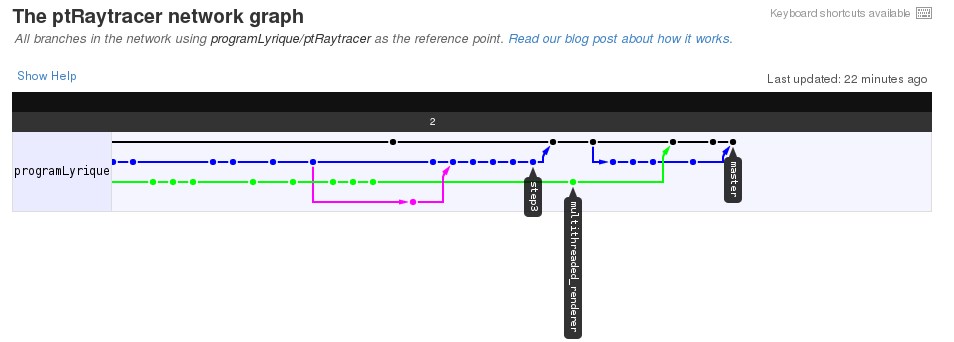 The ptRaytracer network graph
Keyboard shortcuts available
All branches in the network using programLyrique/ptRaytracer as the reference point. Read our blog post about how it works.
Show Help
Last updated: 22 minutes ago
2
programLyrique
step3
multithreaded_renderer
master